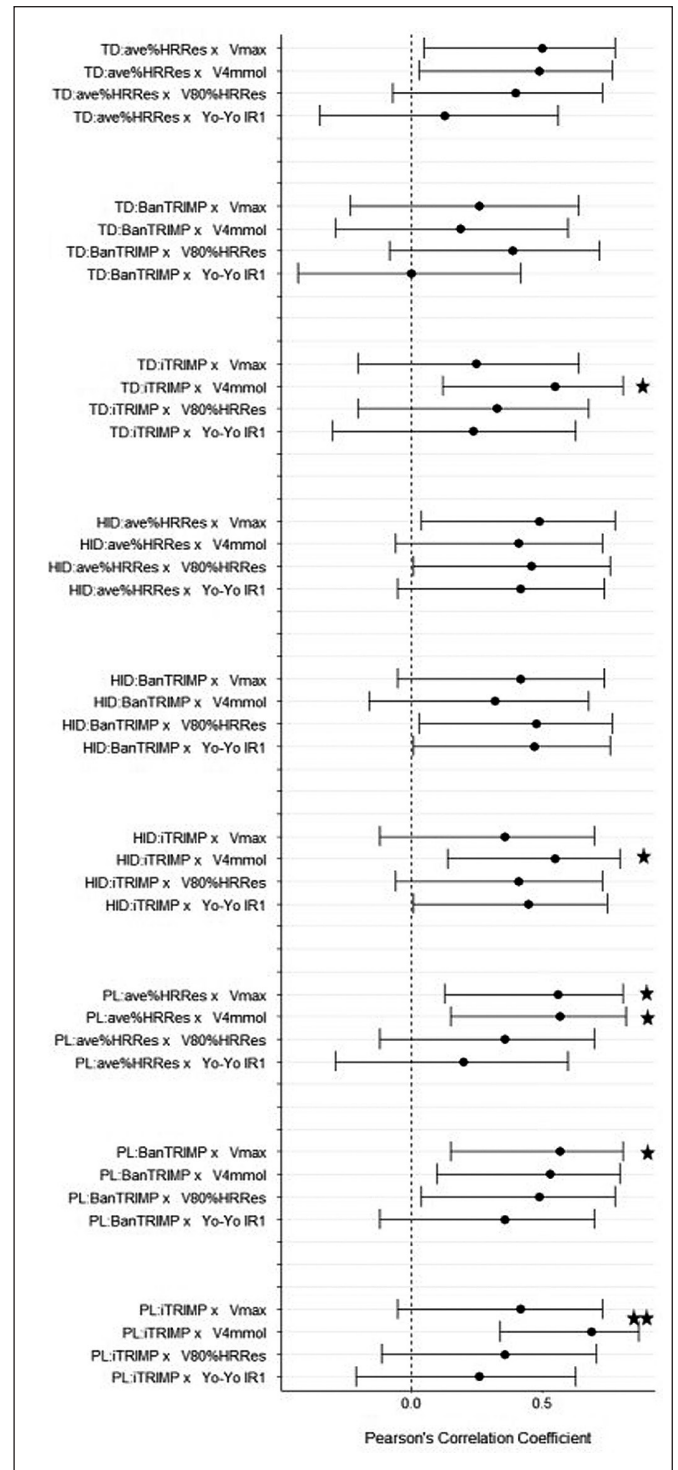 TD:ave%HRRes x Vmax
TD:ave%HRRes x V4mmol
TD:ave%HRRes x V80%HRRes
TD:ave%HRRes x Yo-Yo IR1
TD:BanTRIMP x Vmax
TD:BanTRIMP x V4mmol
TD:BanTRIMP x V80%HRRes
TD:BanTRIMP x Yo-Yo IR1
TD:iTRIMP x Vmax
TD:iTRIMP x V4mmol
TD:iTRIMP x V80%HRRes
TD:iTRIMP x Yo-Yo IR1
HID:ave%HRRes x Vmax
HID:ave%HRRes x V4mmol
HID:ave%HRRes x V80%HRRes
HID:ave%HRRes x Yo-Yo IR1
HID:BanTRIMP x Vmax
HID:BanTRIMP x V4mmol
HID:BanTRIMP x V80%HRRes
HID:BanTRIMP x Yo-Yo IR1
HID:iTRIMP x Vmax
HID:iTRIMP x V4mmol
HID:iTRIMP x V80%HRRes
HID:iTRIMP x Yo-Yo IR1
PL:ave%HRRes x Vmax
PL:ave%HRRes x V4mmol
PL:ave%HRRes x V80%HRRes
PL:ave%HRRes x Yo-Yo IR1
PL:BanTRIMP x Vmax
PL:BanTRIMP x V4mmol
PL:BanTRIMP x V80%HRRes
PL:BanTRIMP x Yo-Yo IR1
PL:iTRIMP x Vmax
PL:iTRIMP x V4mmol
PL:iTRIMP x V80%HRRes
PL:iTRIMP x Yo-Yo IR1
0.0 0.5
Pearson's Correlation Coefficient